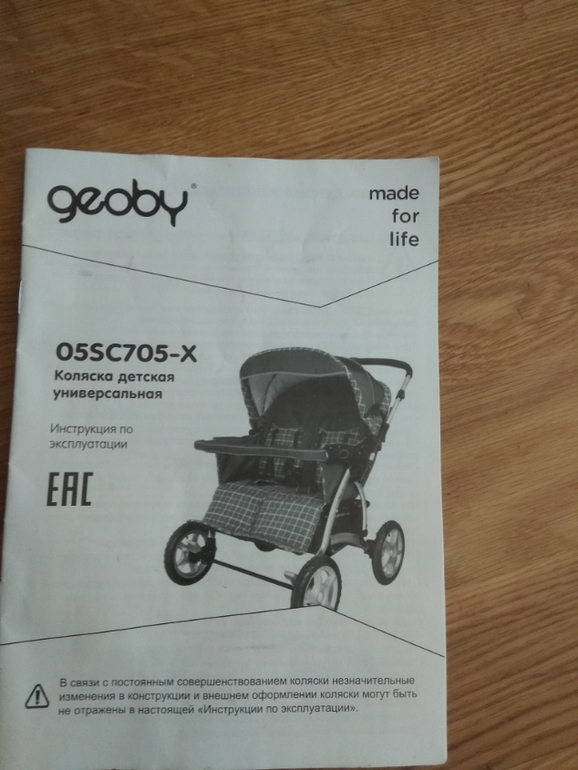 geoby®
made
for
life
05SC705-X
Коляска детская
универсальная
Инструкция по
эксплуатации
EAC
В связи с постоянным совершенствованием коляски незначительные
изменения в конструкции и внешнем оформлении коляски могут быть
не отражены в настоящей «Инструкции по эксплуатации».